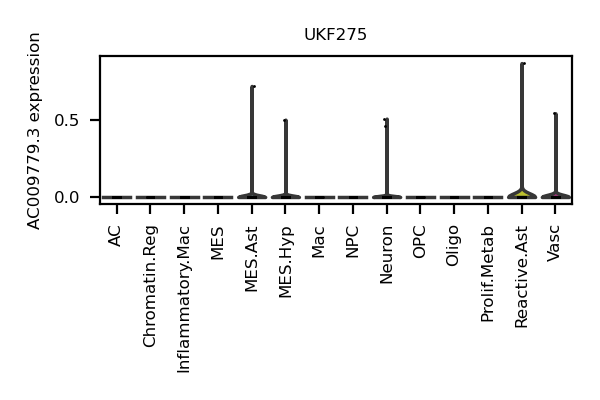 UKF275
AC009779.3 expression
0.5
0.0
AC
Chromatin.Reg
Inflammatory.Mac
MES
MES.Ast
MES.Hyp
Mac
NPC
Neuron
OPC
Oligo
Prolif.Metab
Reactive.Ast
Vasc